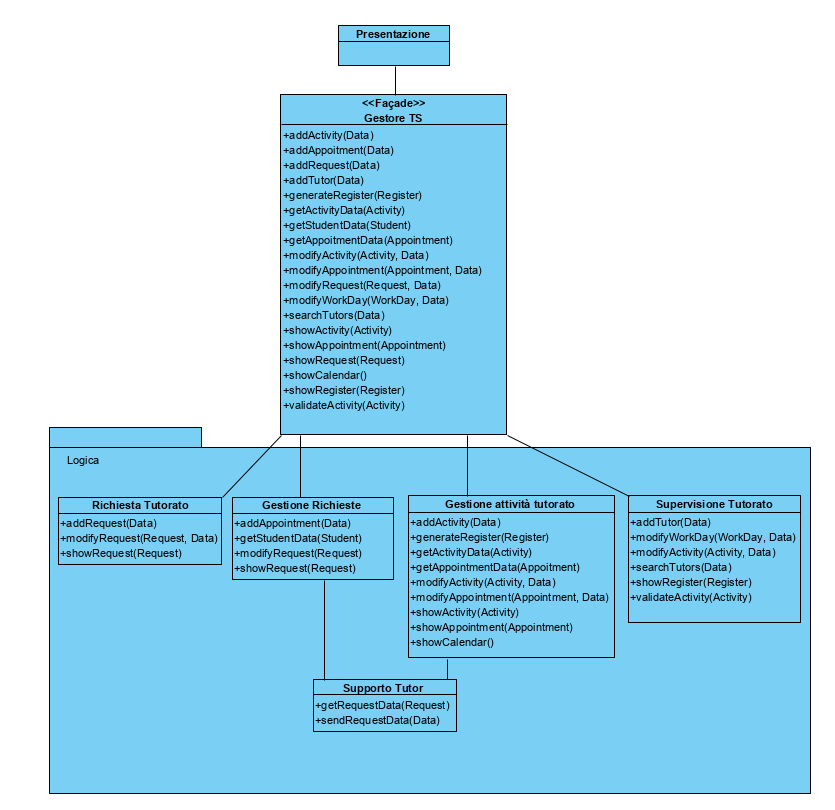 Presentazione
<<Façade>>
Gestore TS
+addActivity(Data)
+addAppoitment(Data)
+addRequest(Data)
+addTutor(Data)
+generateRegister(Register)
+getActivityData(Activity)
+getStudentData(Student)
+getAppoitmentData(Appointment)
+modifyActivity(Activity, Data)
+modifyAppointment(Appointment, Data)
+modifyRequest(Request, Data)
+modifyWorkDay(WorkDay, Data)
+searchTutors(Data)
+showActivity(Activity)
+showAppointment(Appointment)
+showRequest(Request)
+showCalendar()
+showRegister(Register)
+validateActivity(Activity)
Logica
Richiesta Tutorato
+addRequest(Data)
+modifyRequest(Request, Data)
+showRequest(Request)
Gestione Richieste
+addAppointment(Data)
+getStudentData(Student)
+modifyRequest(Request)
+showRequest(Request)
Gestione attività tutorato
+addActivity(Data)
+generateRegister(Register)
+getActivityData(Activity)
+getAppointmentData(Appoitment)
+modifyActivity(Activity, Data)
+modifyAppointment(Appointment, Data)
+showActivity(Activity)
+showAppointment(Appointment)
+showCalendar()
Supervisione Tutorato
+addTutor(Data)
+modifyWorkDay(WorkDay, Data)
+modifyActivity(Activity, Data)
+searchTutors(Data)
+showRegister(Register)
+validateActivity(Activity)
Supporto Tutor
+getRequestData(Request)
+sendRequestData(Data)